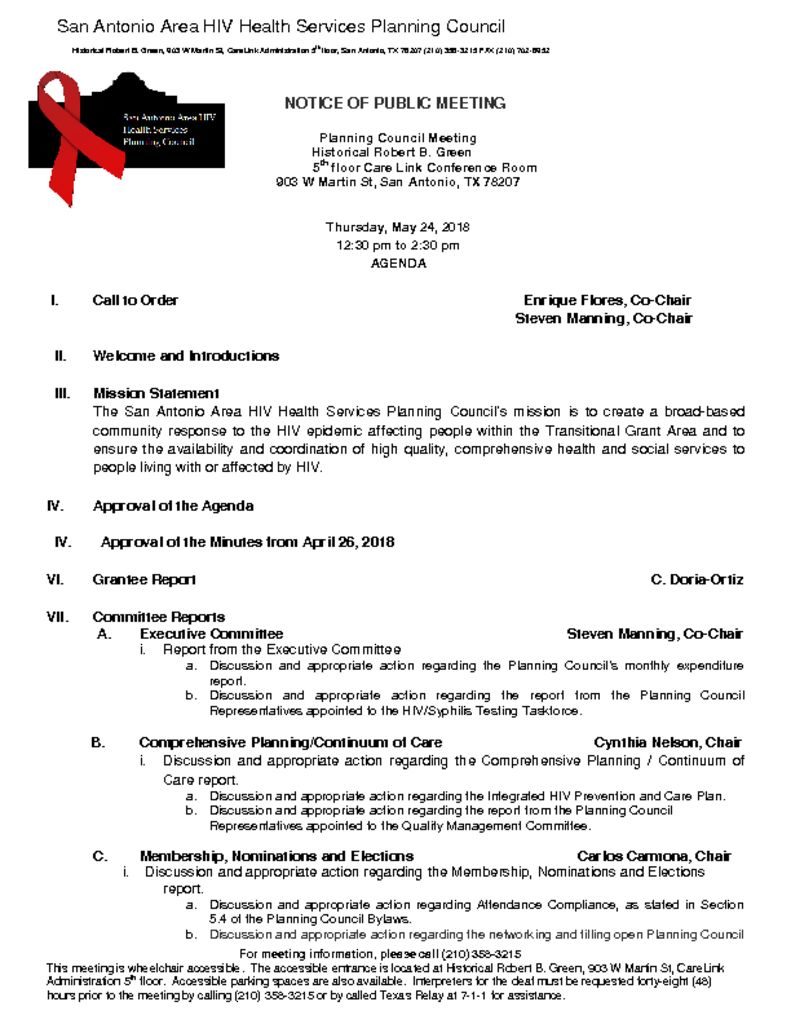 San Antonio Area HIV Health Services Planning Council
Historical Robert B. Green, 903 W Martin St, CareLink Administration 5th floor, San Antonio, TX 78207 (210) 358-3215 FAX (210) 702-6952
San Antonio Area HIV
Health Services
Planning Council
NOTICE OF PUBLIC MEETING
Planning Council Meeting
Historical Robert B. Green
5th floor Care Link Conference Room
903 W Martin St, San Antonio, TX 78207
Thursday, May 24, 2018
12:30 pm to 2:30 pm
AGENDA
I. Call to Order Enrique Flores, Co-Chair
Steven Manning, Co-Chair
II. Welcome and Introductions
III. Mission Statement
The San Antonio Area HIV Health Services Planning Council's mission is to create a broad-based
community response to the HIV epidemic affecting people within the Transitional Grant Area and to
ensure the availability and coordination of high quality, comprehensive health and social services to
people living with or affected by HIV.
IV. Approval of the Agenda
IV. Approval of the Minutes from April 26, 2018
VI. Grantee Report C. Doria-Ortiz
VII. Committee Reports
A. Executive Committee Steven Manning, Co-Chair
i. Report from the Executive Committee
a. Discussion and appropriate action regarding the Planning Council's monthly expenditure
report.
b. Discussion and appropriate action regarding the report from the Planning Council
Representatives appointed to the HIV/Syphilis Testing Taskforce.
B. Comprehensive Planning/Continuum of Care Cynthia Nelson, Chair
i. Discussion and appropriate action regarding the Comprehensive Planning / Continuum of
Care report.
a. Discussion and appropriate action regarding the Integrated HIV Prevention and Care Plan.
b. Discussion and appropriate action regarding the report from the Planning Council
Representatives appointed to the Quality Management Committee.
C. Membership, Nominations and Elections Carlos Carmona, Chair
i. Discussion and appropriate action regarding the Membership, Nominations and Elections
report.
a. Discussion and appropriate action regarding Attendance Compliance, as stated in Section
5.4 of the Planning Council Bylaws.
b. Discussion and appropriate action regarding the networking and filling open Planning Council
For meeting information, please call (210) 358-3215
This meeting is wheelchair accessible. The accessible entrance is located at Historical Robert B. Green, 903 W Martin St, CareLink
Administration 5th floor. Accessible parking spaces are also available. Interpreters for the deaf must be requested forty-eight (48)
hours prior to the meeting by calling (210) 358-3215 or by called Texas Relay at 7-1-1 for assistance.